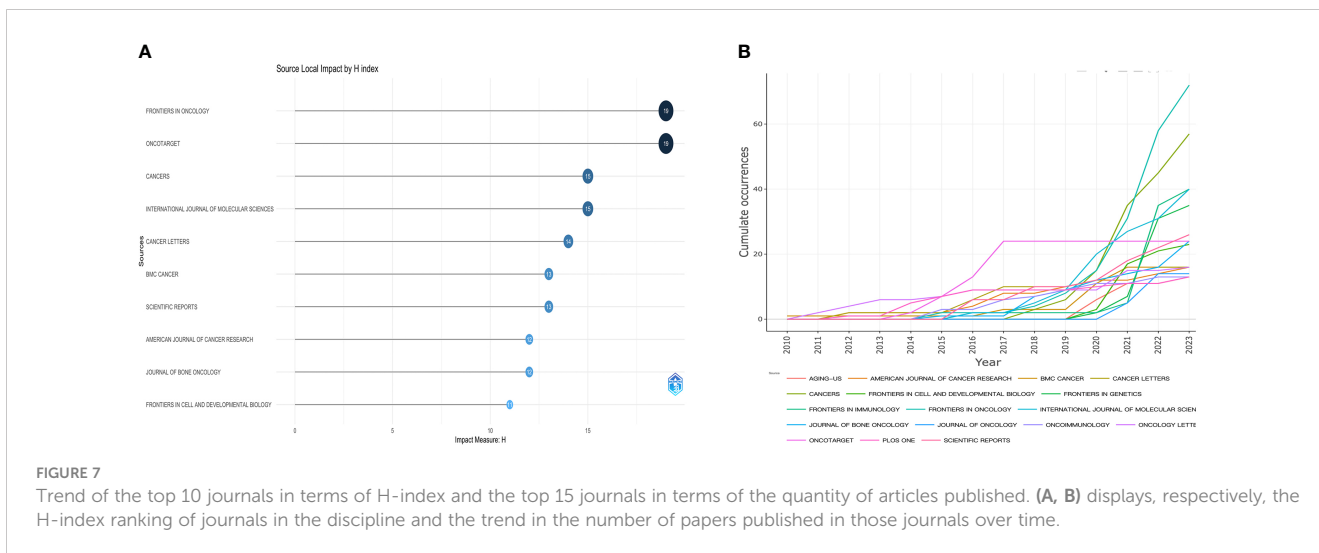 A
Source Local Impact by H index
FRONTIERS IN ONCOLOGY
19
ONCOTARGET
19
CANCERS
15
INTERNATIONAL JOURNAL OF MOLECULAR SCIENCES
15
Sources
CANCER LETTERS
14
BMC CANCER
13
SCIENTIFIC REPORTS
13
AMERICAN JOURNAL OF CANCER RESEARCH
12
JOURNAL OF BONE ONCOLOGY
12
FRONTIERS IN CELL AND DEVELOPMENTAL BIOLOGY
11
0 5 10 15
Impact Measure: H
B
Cumulate occurrences
60
40
20
0
2010 2011 2012 2013 2014 2015 2016 2017 2018 2019 2020 2021 2022 2023
Year
Source
AGING-US AMERICAN JOURNAL OF CANCER RESEARCH BMC CANCER CANCER LETTERS
CANCERS FRONTIERS IN CELL AND DEVELOPMENTAL BIOLOGY FRONTIERS IN GENETICS
FRONTIERS IN IMMUNOLOGY FRONTIERS IN ONCOLOGY INTERNATIONAL JOURNAL OF MOLECULAR SCIEN
JOURNAL OF BONE ONCOLOGY JOURNAL OF ONCOLOGY ONCOIMMUNOLOGY ONCOLOGY LETTE
ONCOTARGET PLOS ONE SCIENTIFIC REPORTS
FIGURE 7
Trend of the top 10 journals in terms of H-index and the top 15 journals in terms of the quantity of articles published. (A, B) displays, respectively, the
H-index ranking of journals in the discipline and the trend in the number of papers published in those journals over time.